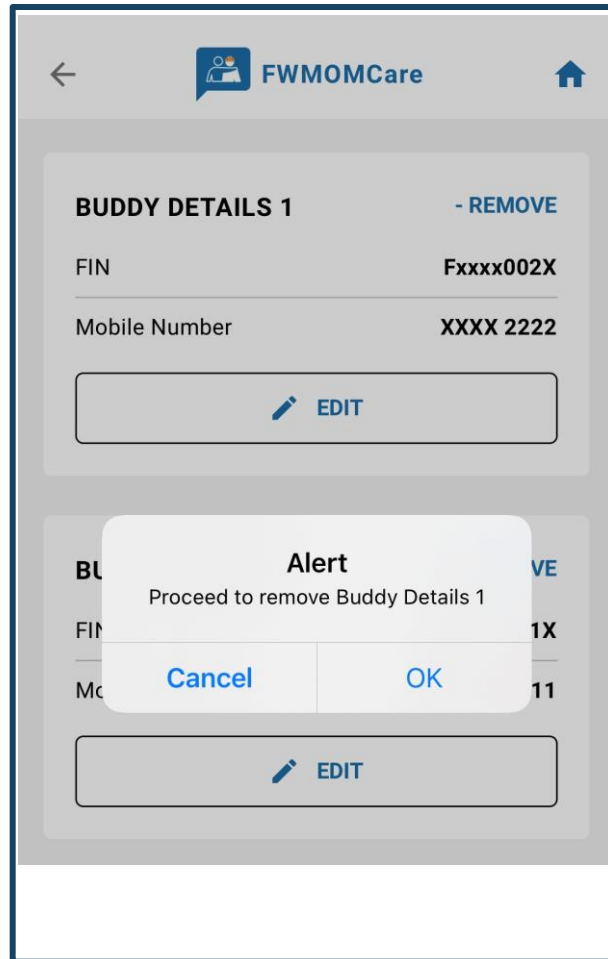 FWMOMCare
BUDDY DETAILS 1 - REMOVE
FIN Fxxxx002X
Mobile Number XXXX 2222
EDIT
Alert
Proceed to remove Buddy Details 1
Cancel OK
EDIT